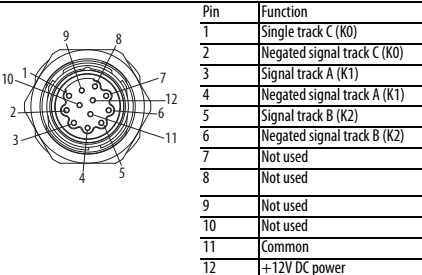 9
8
10
1
7
12
2
6
3
11
4
5
Pin Function
1 Single track C (K0)
2 Negated signal track C (K0)
3 Signal track A (K1)
4 Negated signal track A (K1)
5 Signal track B (K2)
6 Negated signal track B (K2)
7 Not used
8 Not used
9 Not used
10 Not used
11 Common
12 +12V DC power